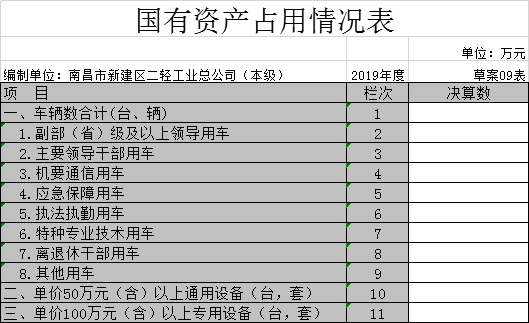 国有资产占用情况表
单位：万元
编制单位：南昌市新建区二轻工业总公司（本级） 2019年度 草案09表
项 目 栏次 决算数
一、车辆数合计(台、辆) 1
1.副部（省）级及以上领导用车 2
2.主要领导干部用车 3
3.机要通信用车 4
4.应急保障用车 5
5.执法执勤用车 6
6.特种专业技术用车 7
7.离退休干部用车 8
8.其他用车 9
二、单价50万元（含）以上通用设备（台，套） 10
三、单价100万元（含）以上专用设备（台，套） 11